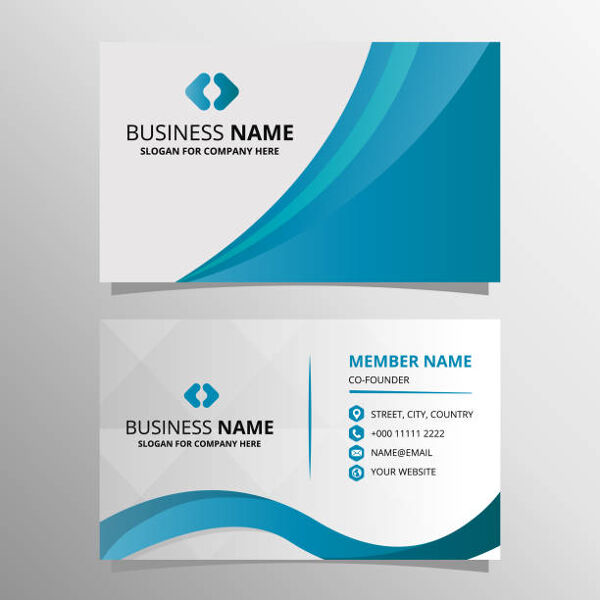 BUSINESS NAME
SLOGAN FOR COMPANY HERE
BUSINESS NAME
SLOGAN FOR COMPANY HERE
MEMBER NAME
CO-FOUNDER
STREET, CITY, COUNTRY
+000 11111 2222
NAME@EMAIL
YOUR WEBSITE